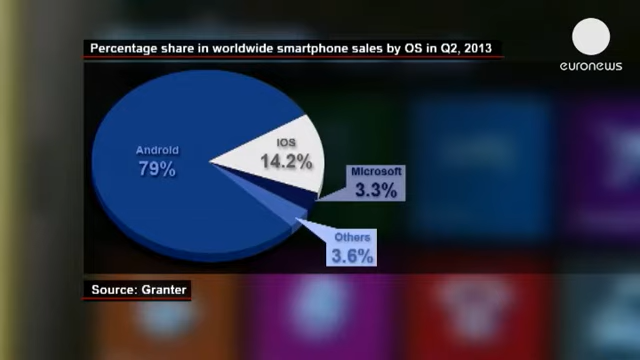 Percentage share in worldwide smartphone sales by OS in Q2, 2013
euronews
Android
79%
IOS
14.2%
Microsoft
3.3%
Others
3.6%
Source: Granter